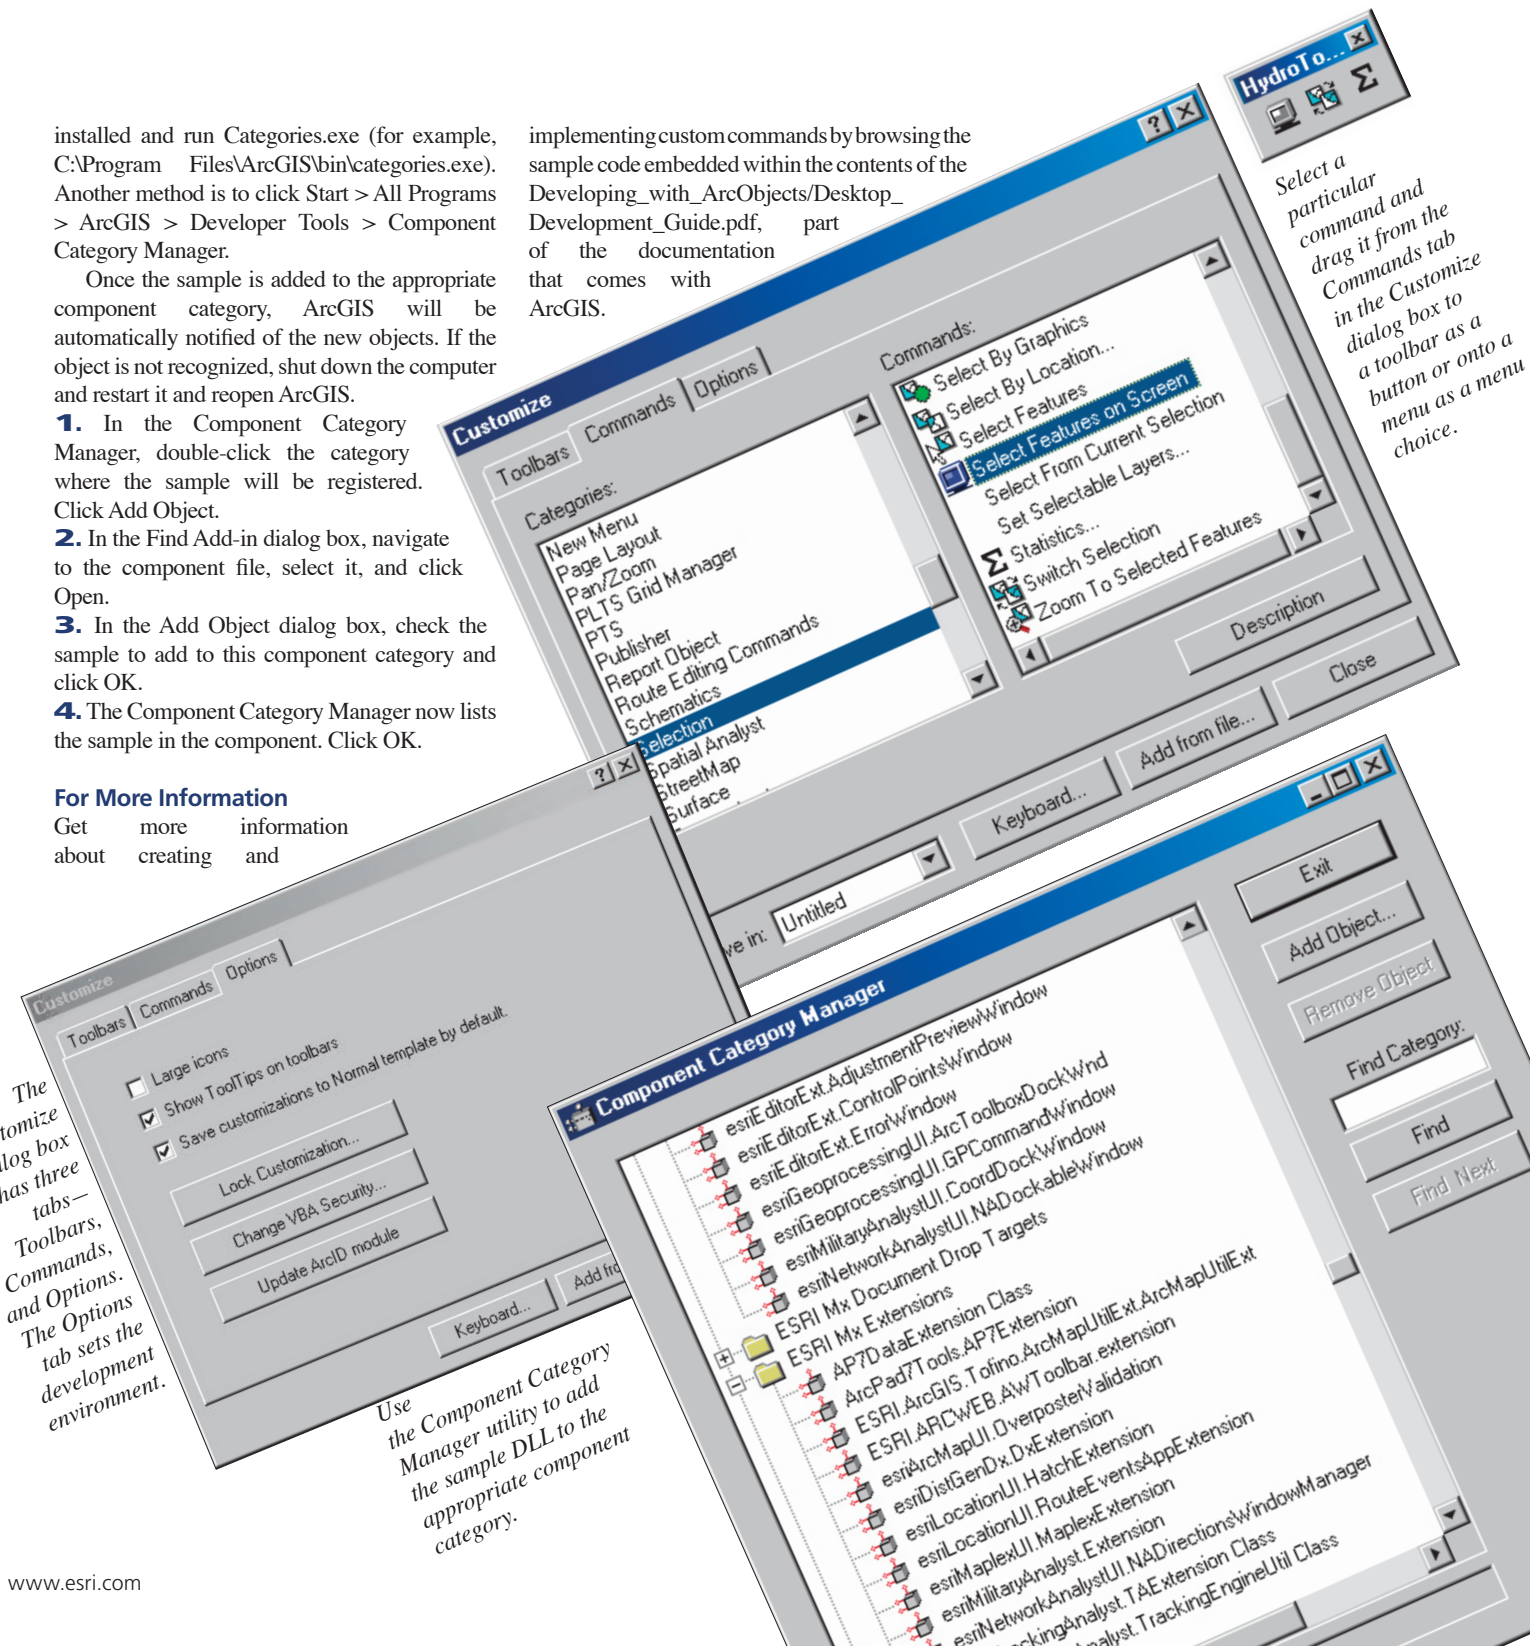 installed and run Categories.exe (for example,
C:\Program Files\ArcGIS\bin\categories.exe).
Another method is to click Start > All Programs
> ArcGIS > Developer Tools > Component
Category Manager.
Once the sample is added to the appropriate
component category, ArcGIS will be
automatically notified of the new objects. If the
object is not recognized, shut down the computer
and restart it and reopen ArcGIS.
1. In the Component Category
Manager, double-click the category
where the sample will be registered.
Click Add Object.
2. In the Find Add-in dialog box, navigate
to the component file, select it, and click
Open.
3. In the Add Object dialog box, check the
sample to add to this component category and
click OK.
4. The Component Category Manager now lists
the sample in the component. Click OK.
For More Information
Get more information
about creating and
implementing custom commands by browsing the
sample code embedded within the contents of the
Developing_with_ArcObjects/Desktop_
Development_Guide.pdf, part
of the documentation
that comes with
ArcGIS.
HydroTo...
Select a
particular
command and
drag it from the
Commands tab
in the Customize
dialog box to
a toolbar as a
button or onto a
menu as a menu
choice.
Customize
Toolbars Commands Options
Categories:
New Menu
Page Layout
Pan/Zoom
PLTS Grid Manager
PTS
Publisher
Report Object
Route Editing Commands
Schematics
Selection
Spatial Analyst
StreetMap
Surface
Commands:
Select By Graphics
Select By Location...
Select Features
Select Features on Screen
Select From Current Selection
Set Selectable Layers...
Statistics...
Switch Selection
Zoom To Selected Features
Description
ve in: Untitled
Keyboard...
Add from file...
Close
Customize
Toolbars Commands Options
Large icons
Show ToolTips on toolbars
Save customizations to Normal template by default.
Lock Customization...
Change VBA Security...
Update ArcID module
Keyboard...
Add fro
The
tomize
log box
has three
tabs—
Toolbars,
Commands,
and Options.
The Options
tab sets the
development
environment.
Use
the Component Category
Manager utility to add
the sample DLL to the
appropriate component
category.
Component Category Manager
esriEditorExt.AdjustmentPreviewWindow
esriEditorExt.ControlPointsWindow
esriEditorExt.ErrorWindow
esriGeoprocessingUI.ArcToolboxDockWnd
esriGeoprocessingUI.GPCommandWindow
esriMilitaryAnalystUI.CoordDockWindow
esriNetworkAnalystUI.NADockableWindow
ESRI Mx Document Drop Targets
ESRI Mx Extensions
AP7DataExtension Class
ArcPad7Tools.AP7Extension
ESRI.ArcGIS.Tofino.ArcMapUtilExt.ArcMapUtilExt
ESRI.ARCWEB.AWToolbar.extension
esriArcMapUI.OverposterValidation
esriDistGenDx.DxExtension
esriLocationUI.HatchExtension
esriLocationUI.RouteEventsAppExtension
esriMaplexUI.MaplexExtension
esriMilitaryAnalyst.Extension
esriNetworkAnalystUI.NADirectionsWindowManager
ckingAnalyst.TAExtension Class
nalyst.TrackingEngineUtil Class
Exit
Add Object...
Remove Object
Find Category:
Find
Find Next
www.esri.com